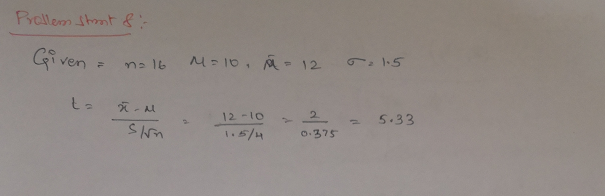 Problem stmt 8:-
Given = n=16 M=10, x̄ = 12 σ = 1.5
t = x̄ - M / S/√n = 12-10 / 1.5/4 = 2 / 0.375 = 5.33